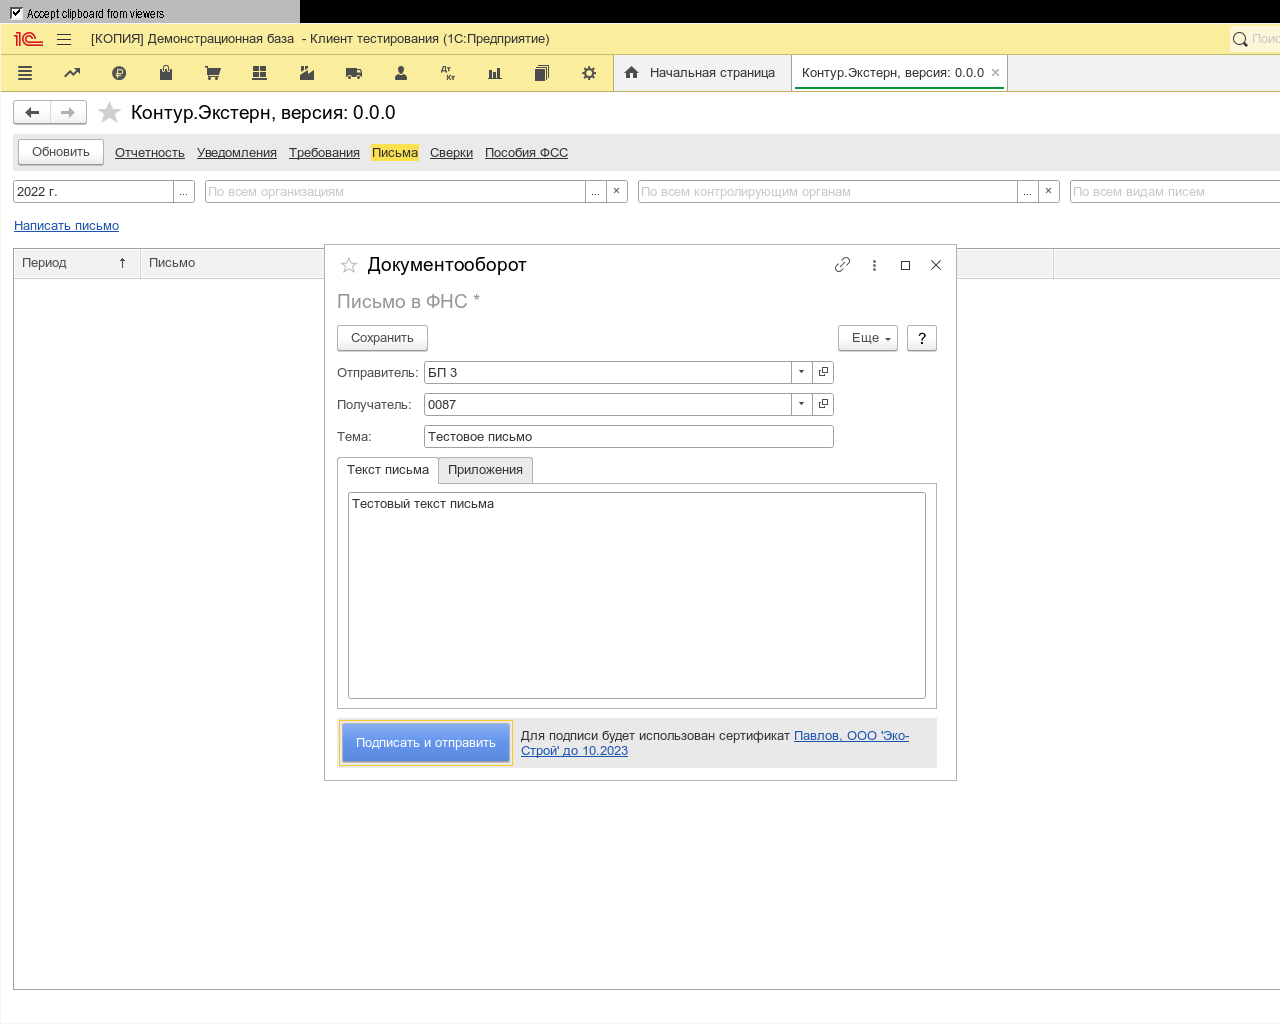 Accept clipboard from viewers
[КОПИЯ] Демонстрационная база - Клиент тестирования (1С:Предприятие)
Начальная страница
Контур.Экстерн, версия: 0.0.0
Контур.Экстерн, версия: 0.0.0
Обновить Отчетность Уведомления Требования Письма Сверки Пособия ФСС
2022 г. ... По всем организациям ... × По всем контролирующим органам ... × По всем видам писем
Написать письмо
Период ↑ Письмо
Документооборот
Письмо в ФНС *
Сохранить Еще ?
Отправитель: БП 3
Получатель: 0087
Тема: Тестовое письмо
Текст письма Приложения
Тестовый текст письма
Подписать и отправить
Для подписи будет использован сертификат Павлов, ООО 'Эко-
Строй' до 10.2023